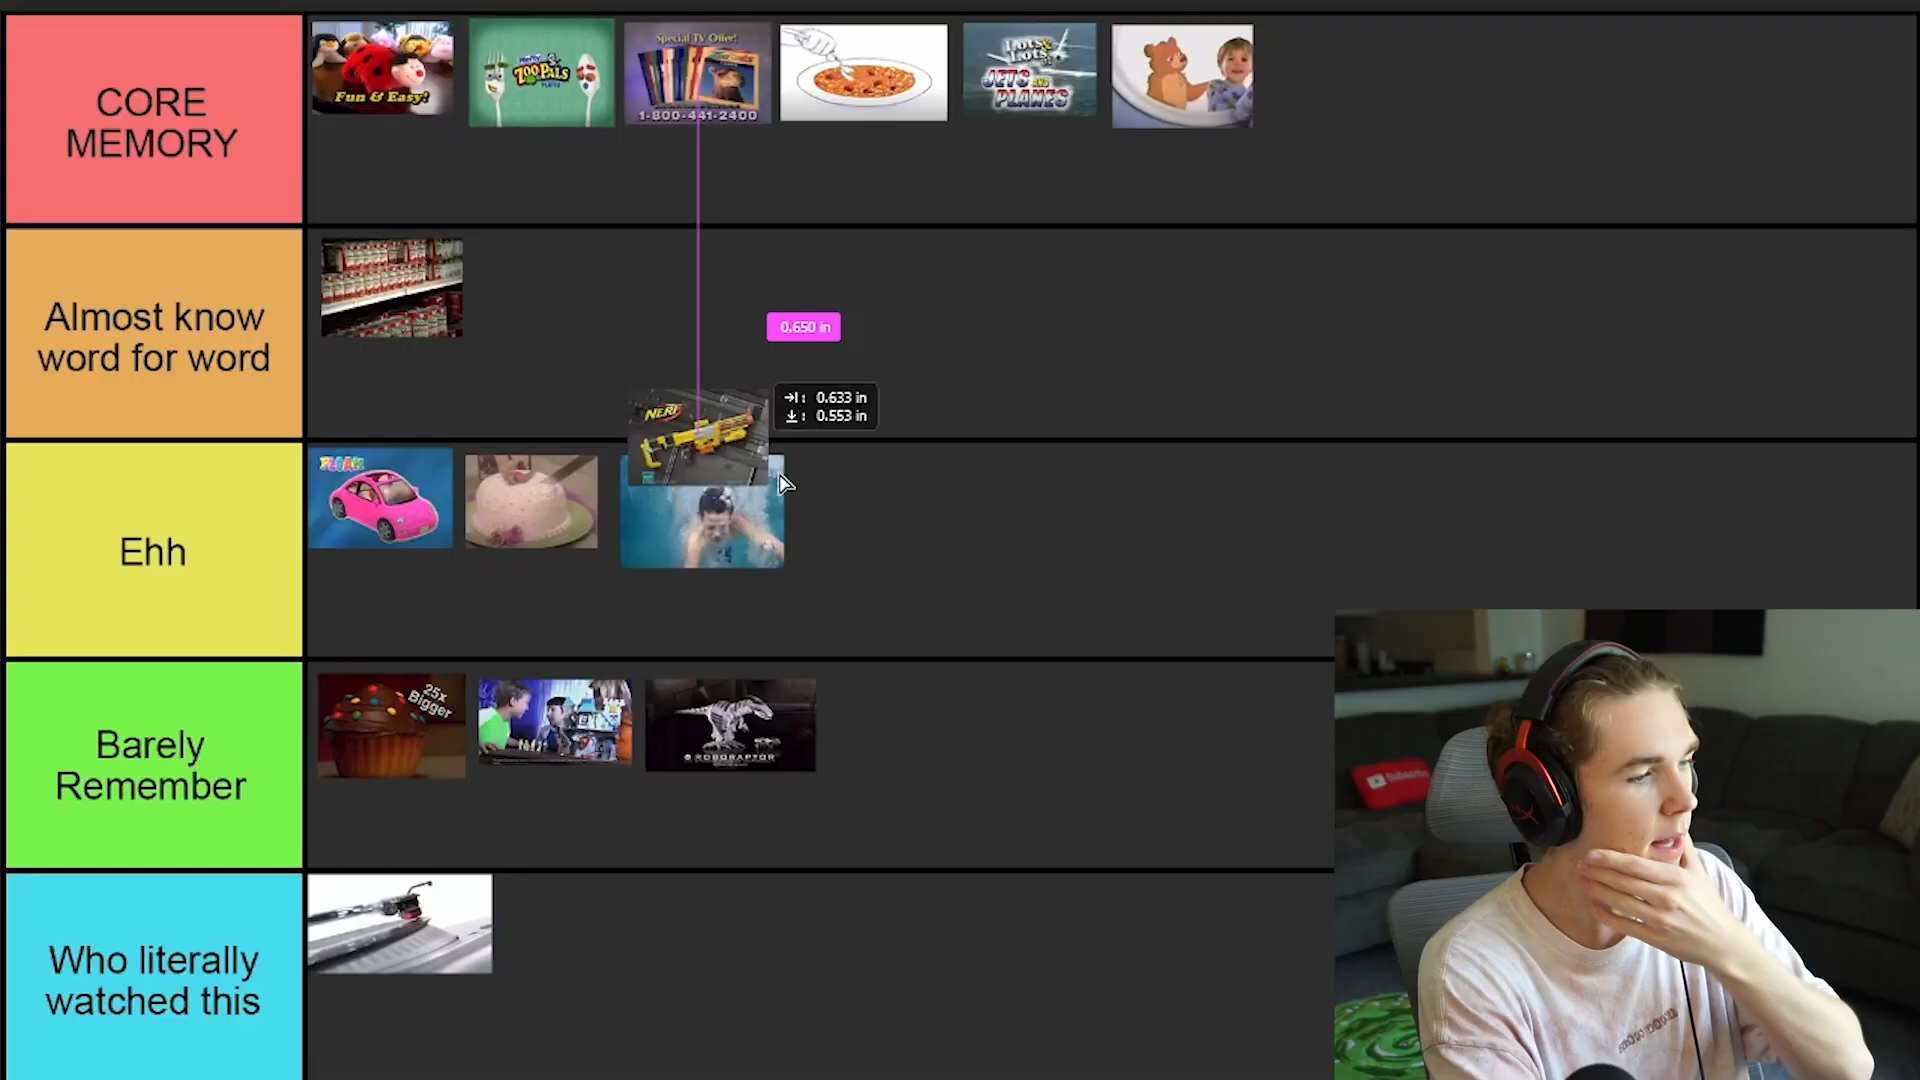 CORE
MEMORY
Fun & Easy!
ZOO PALS
Special TV Offer!
1-800-441-2400
Lots &
Lots of
JETS AND
PLANES
Almost know
word for word
0.650 in
NERF
0.633 in
0.553 in
Ehh
FLOAM
Barely
Remember
25x
Bigger
ROBORAPTOR
Who literally
watched this